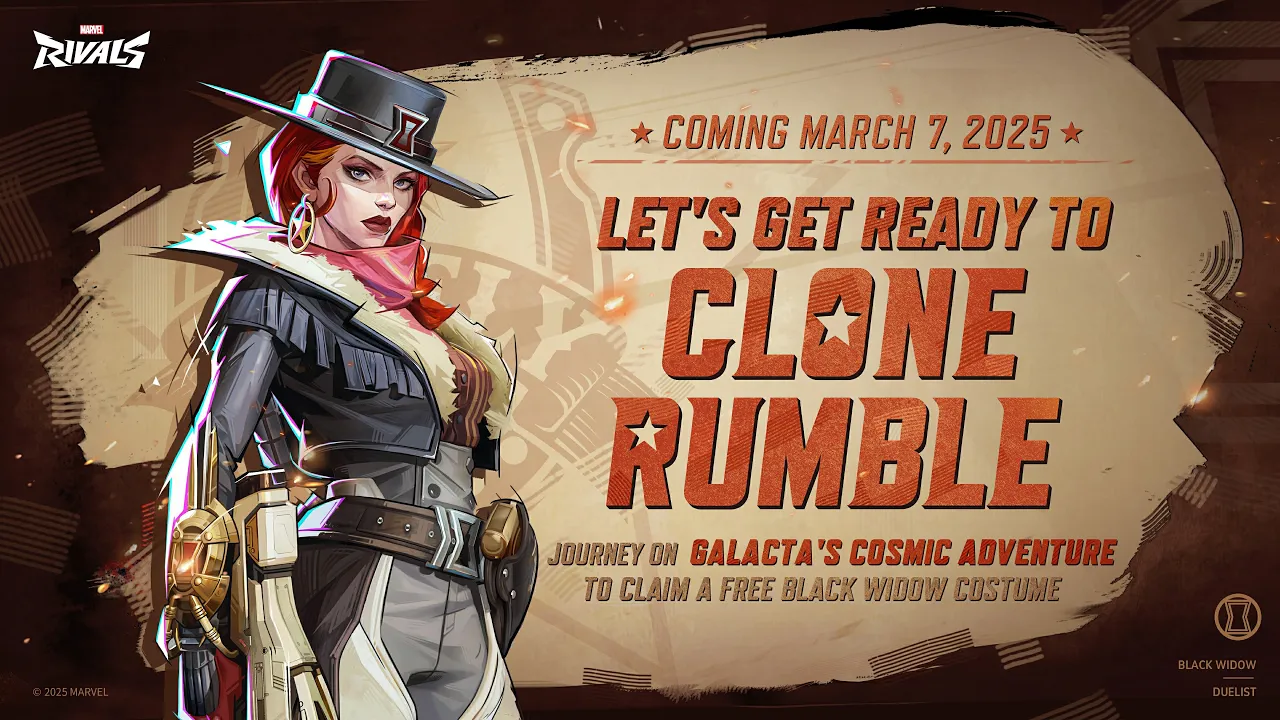 MARVEL
RIVALS
★ COMING MARCH 7, 2025 ★
LET'S GET READY TO
CLONE
RUMBLE
JOURNEY ON GALACTA'S COSMIC ADVENTURE
TO CLAIM A FREE BLACK WIDOW COSTUME
BLACK WIDOW
DUELIST
© 2025 MARVEL